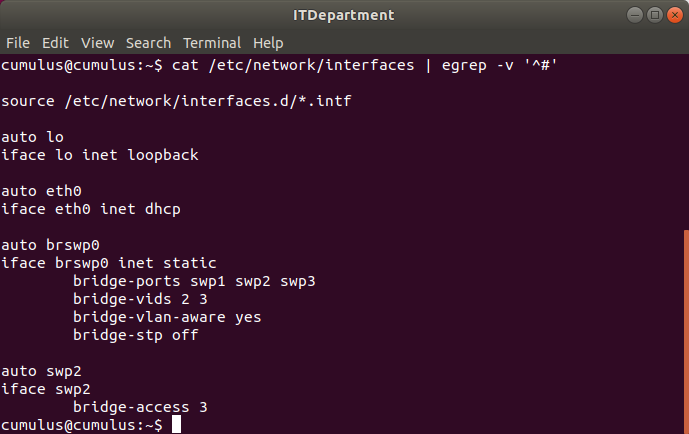 ITDepartment
File Edit View Search Terminal Help
cumulus@cumulus:~$ cat /etc/network/interfaces | egrep -v '^#'
source /etc/network/interfaces.d/*.intf
auto lo
iface lo inet loopback
auto eth0
iface eth0 inet dhcp
auto brswp0
iface brswp0 inet static
        bridge-ports swp1 swp2 swp3
        bridge-vids 2 3
        bridge-vlan-aware yes
        bridge-stp off
auto swp2
iface swp2
        bridge-access 3
cumulus@cumulus:~$